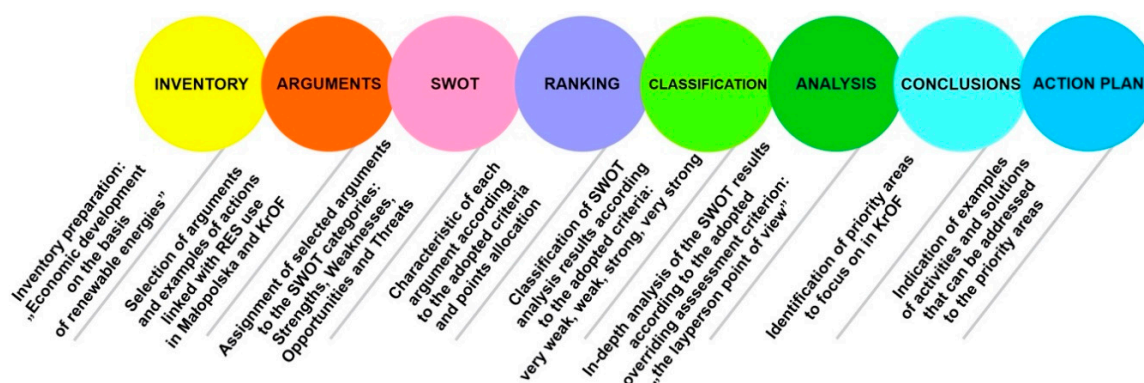 INVENTORY
ARGUMENTS
SWOT
RANKING
CLASSIFICATION
ANALYSIS
CONCLUSIONS
ACTION PLAN
Inventory preparation:
„Economic development
on the basis
of renewable energies”
Selection of arguments
and examples of actions
linked with RES use
in Malopolska and KrOF
Assignment of selected arguments
to the SWOT categories:
Strengths, Weaknesses,
Opportunities and Threats
Characteristic of each
argument according
to the adopted criteria
and pointfs allocation
Classification of SWOT
analysis results according
to the adopted criteria:
very weak, weak, strong, very strong
In-depth analysis of the SWOT results
according to the adopted
overriding asssessment criterion:
„the layperson point of view”
Identification of priority areas
to focus on in KrOF
Indication of examples
of activities and solutions
that can be addressed
to the priority areas